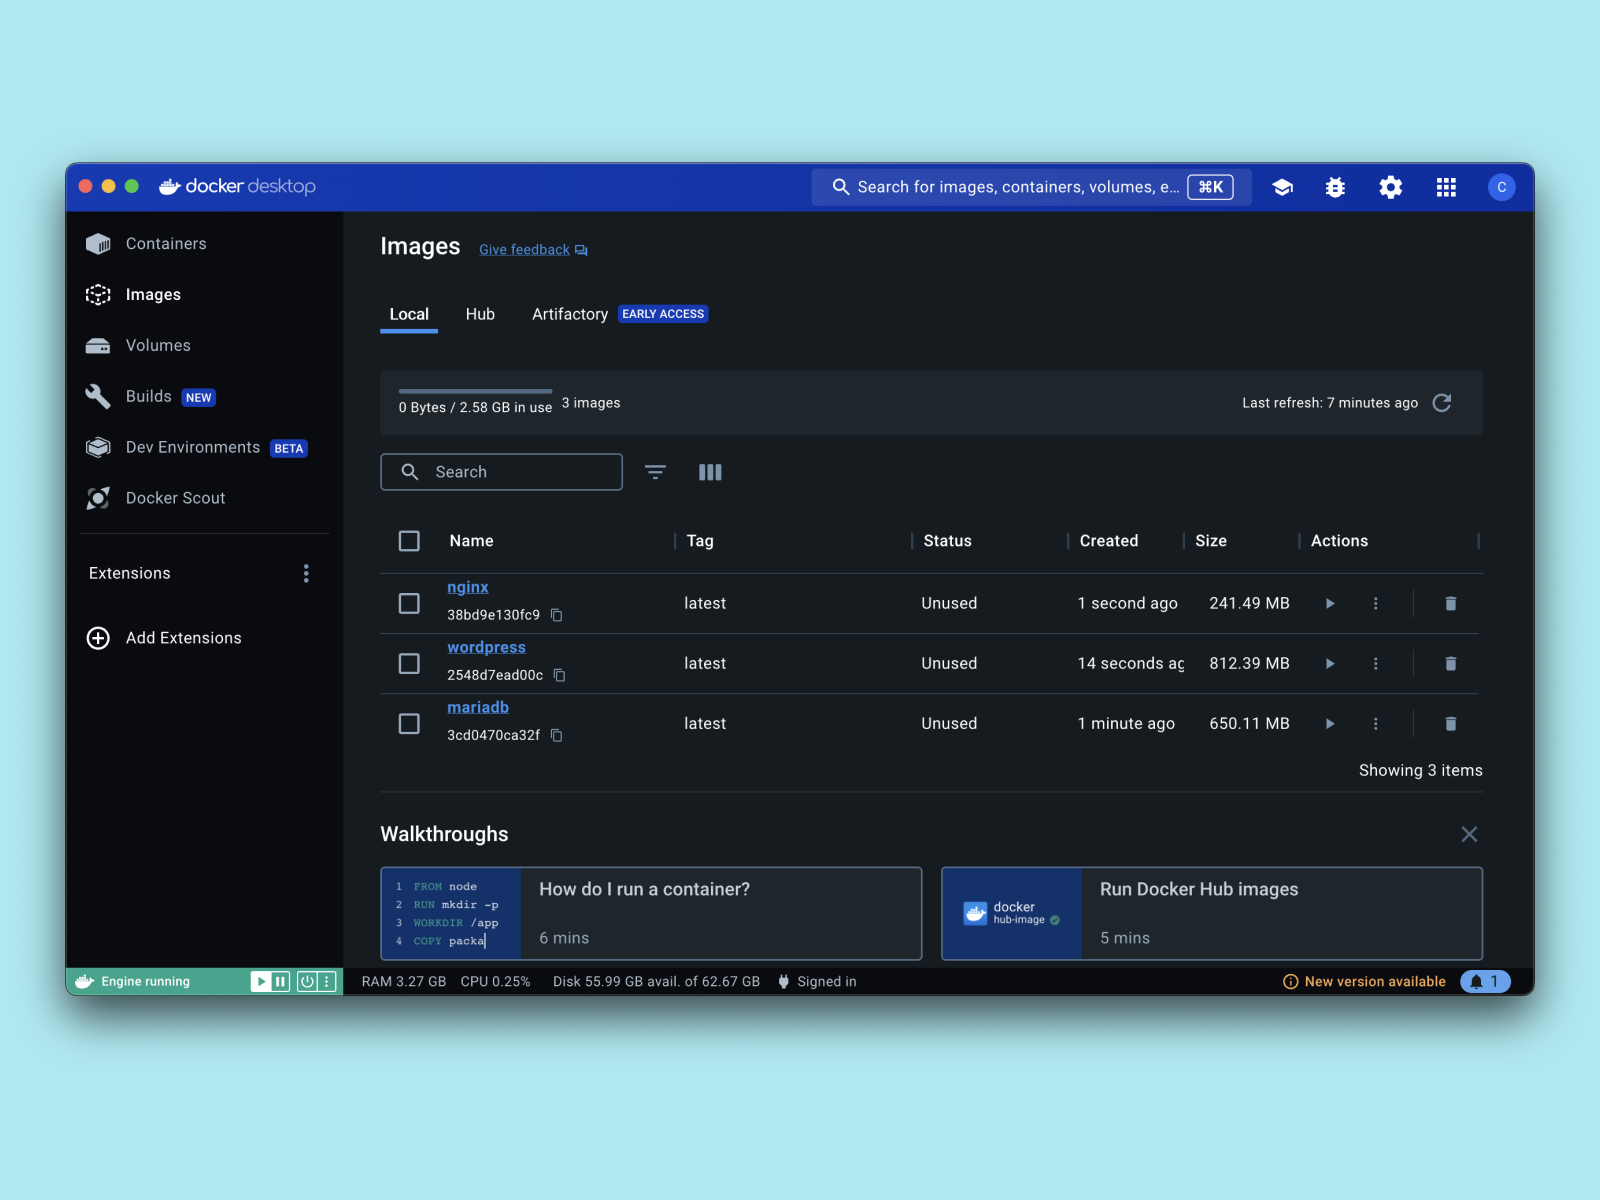 docker desktop
Search for images, containers, volumes, e... ⌘K
C
Containers
Images
Volumes
Builds NEW
Dev Environments BETA
Docker Scout
Extensions
Add Extensions
Images Give feedback
Local Hub Artifactory EARLY ACCESS
0 Bytes / 2.58 GB in use 3 images
Last refresh: 7 minutes ago
Search
Name Tag Status Created Size Actions
nginx
38bd9e130fc9
latest Unused 1 second ago 241.49 MB
wordpress
2548d7ead00c
latest Unused 14 seconds ag 812.39 MB
mariadb
3cd0470ca32f
latest Unused 1 minute ago 650.11 MB
Showing 3 items
Walkthroughs
1 FROM node
2 RUN mkdir -p
3 WORKDIR /app
4 COPY packa
How do I run a container?
6 mins
docker
hub-image
Run Docker Hub images
5 mins
Engine running
RAM 3.27 GB CPU 0.25% Disk 55.99 GB avail. of 62.67 GB Signed in
New version available 1